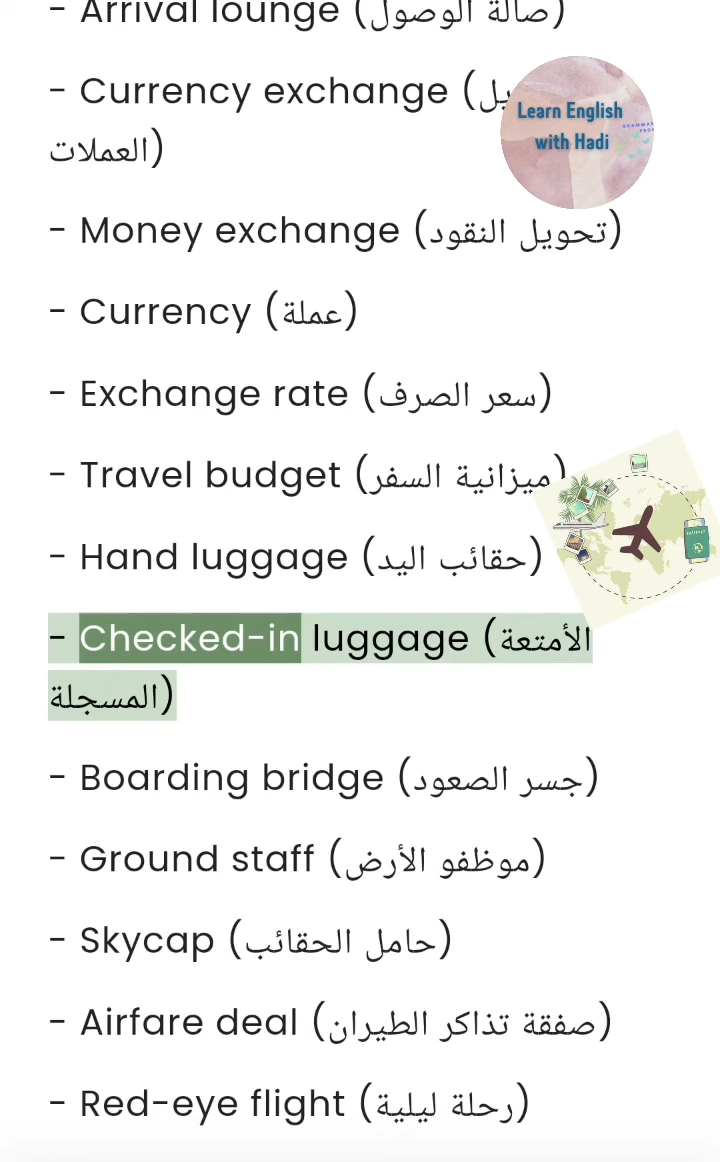 - Arrival lounge (صالة الوصول)
- Currency exchange (
العملات)
Learn English
with Hadi
- Money exchange (تحويل النقود)
- Currency (عملة)
- Exchange rate (سعر الصرف)
- Travel budget (ميزانية السفر)
- Hand luggage (حقائب اليد)
- Checked-in luggage (الأمتعة
المسجلة)
- Boarding bridge (جسر الصعود)
- Ground staff (موظفو الأرض)
- Skycap (حامل الحقائب)
- Airfare deal (صفقة تذاكر الطيران)
- Red-eye flight (رحلة ليلية)